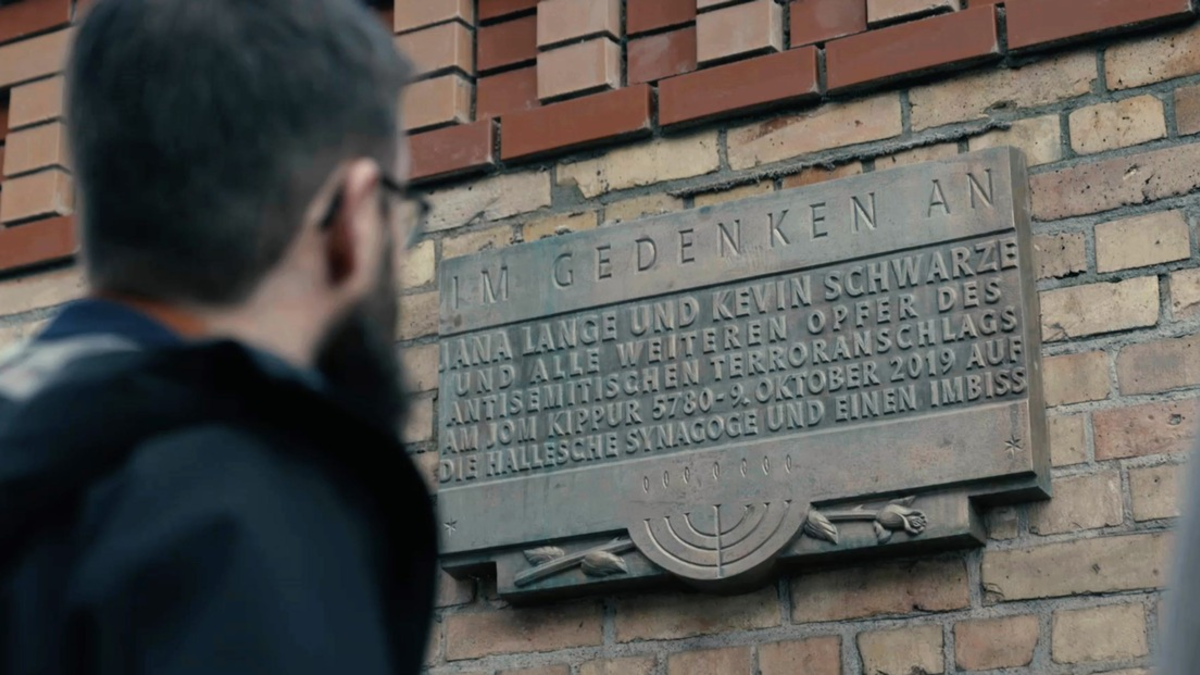 IM GEDENKEN AN
JANA LANGE UND KEVIN SCHWARZE
UND ALLE WEITEREN OPFER DES
ANTISEMITISCHEN TERRORANSCHLAGS
AM JOM KIPPUR 5780-9. OKTOBER 2019 AUF
DIE HALLESCHE SYNAGOGE UND EINEN IMBISS